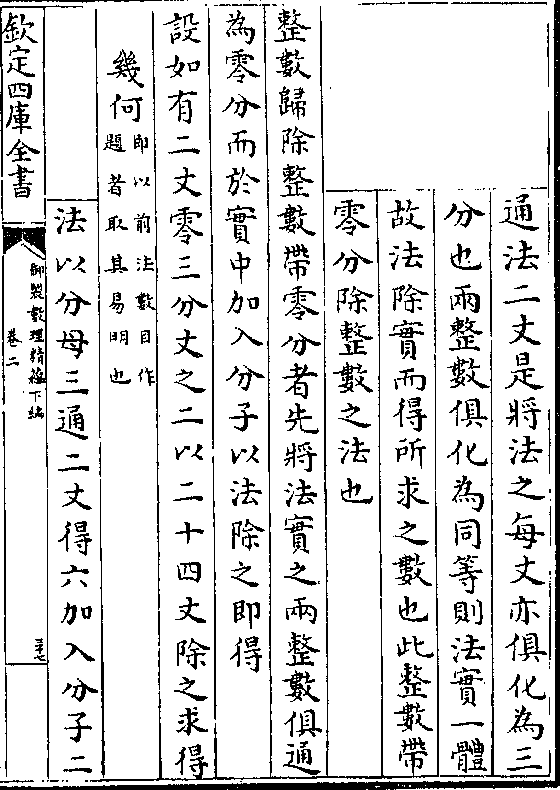 通法二丈是將法之每丈亦俱化為三
分也兩整數俱化為同等則法實一體
故法除實而得所求之數也此整數帶
零分除整數之法也
整數歸除整數帶零分者先將法實之兩整數俱通
為零分而於實中加入分子以法除之即得
設如有二丈零三分丈之二以二十四丈除之求得
幾何即以前法數目作
題者取其易明也
法以分母三通二丈得六加入分子二
欽定四庫全書
御製數理精蘊下編
卷二
三十七